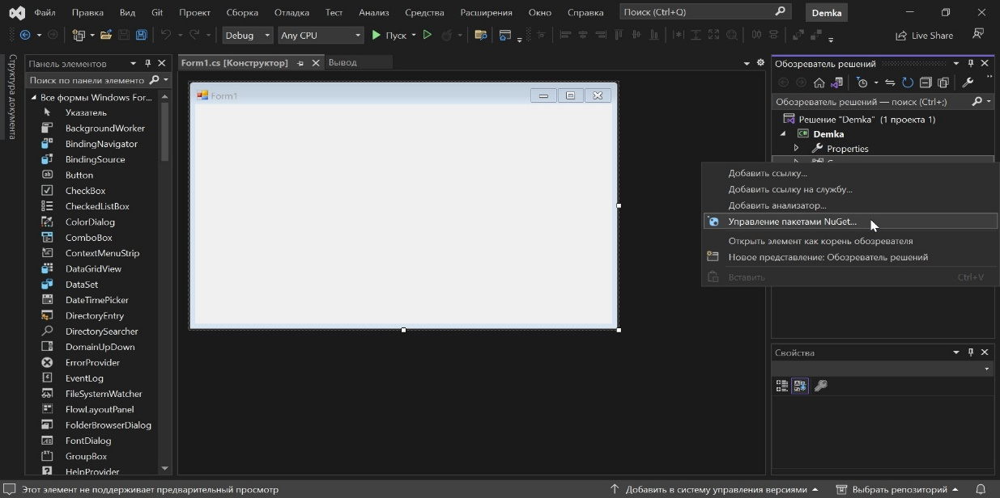 Файл Правка Вид Git Проект Сборка Отладка Тест Анализ Средства Расширения Окно Справка Поиск (Ctrl+Q) Demka
Debug Any CPU Пуск Live Share
Структура документа
Панель элементов
Поиск по панели элементо
Все формы Windows For...
Указатель
BackgroundWorker
BindingNavigator
BindingSource
Button
CheckBox
CheckedListBox
ColorDialog
ComboBox
ContextMenuStrip
DataGridView
DataSet
DateTimePicker
DirectoryEntry
DirectorySearcher
DomainUpDown
ErrorProvider
EventLog
FileSystemWatcher
FlowLayoutPanel
FolderBrowserDialog
FontDialog
GroupBox
HelpProvider
Form1.cs [Конструктор] Вывод
Form1
Обозреватель решений
Обозреватель решений — поиск (Ctrl+;)
Решение "Demka" (1 проекта 1)
C# Demka
Properties
Добавить ссылку...
Добавить ссылку на службу...
Добавить анализатор...
Управление пакетами NuGet...
Открыть элемент как корень обозревателя
Новое представление: Обозреватель решений
Вставить Ctrl+V
Свойства
Этот элемент не поддерживает предварительный просмотр Добавить в систему управления версиями Выбрать репозиторий